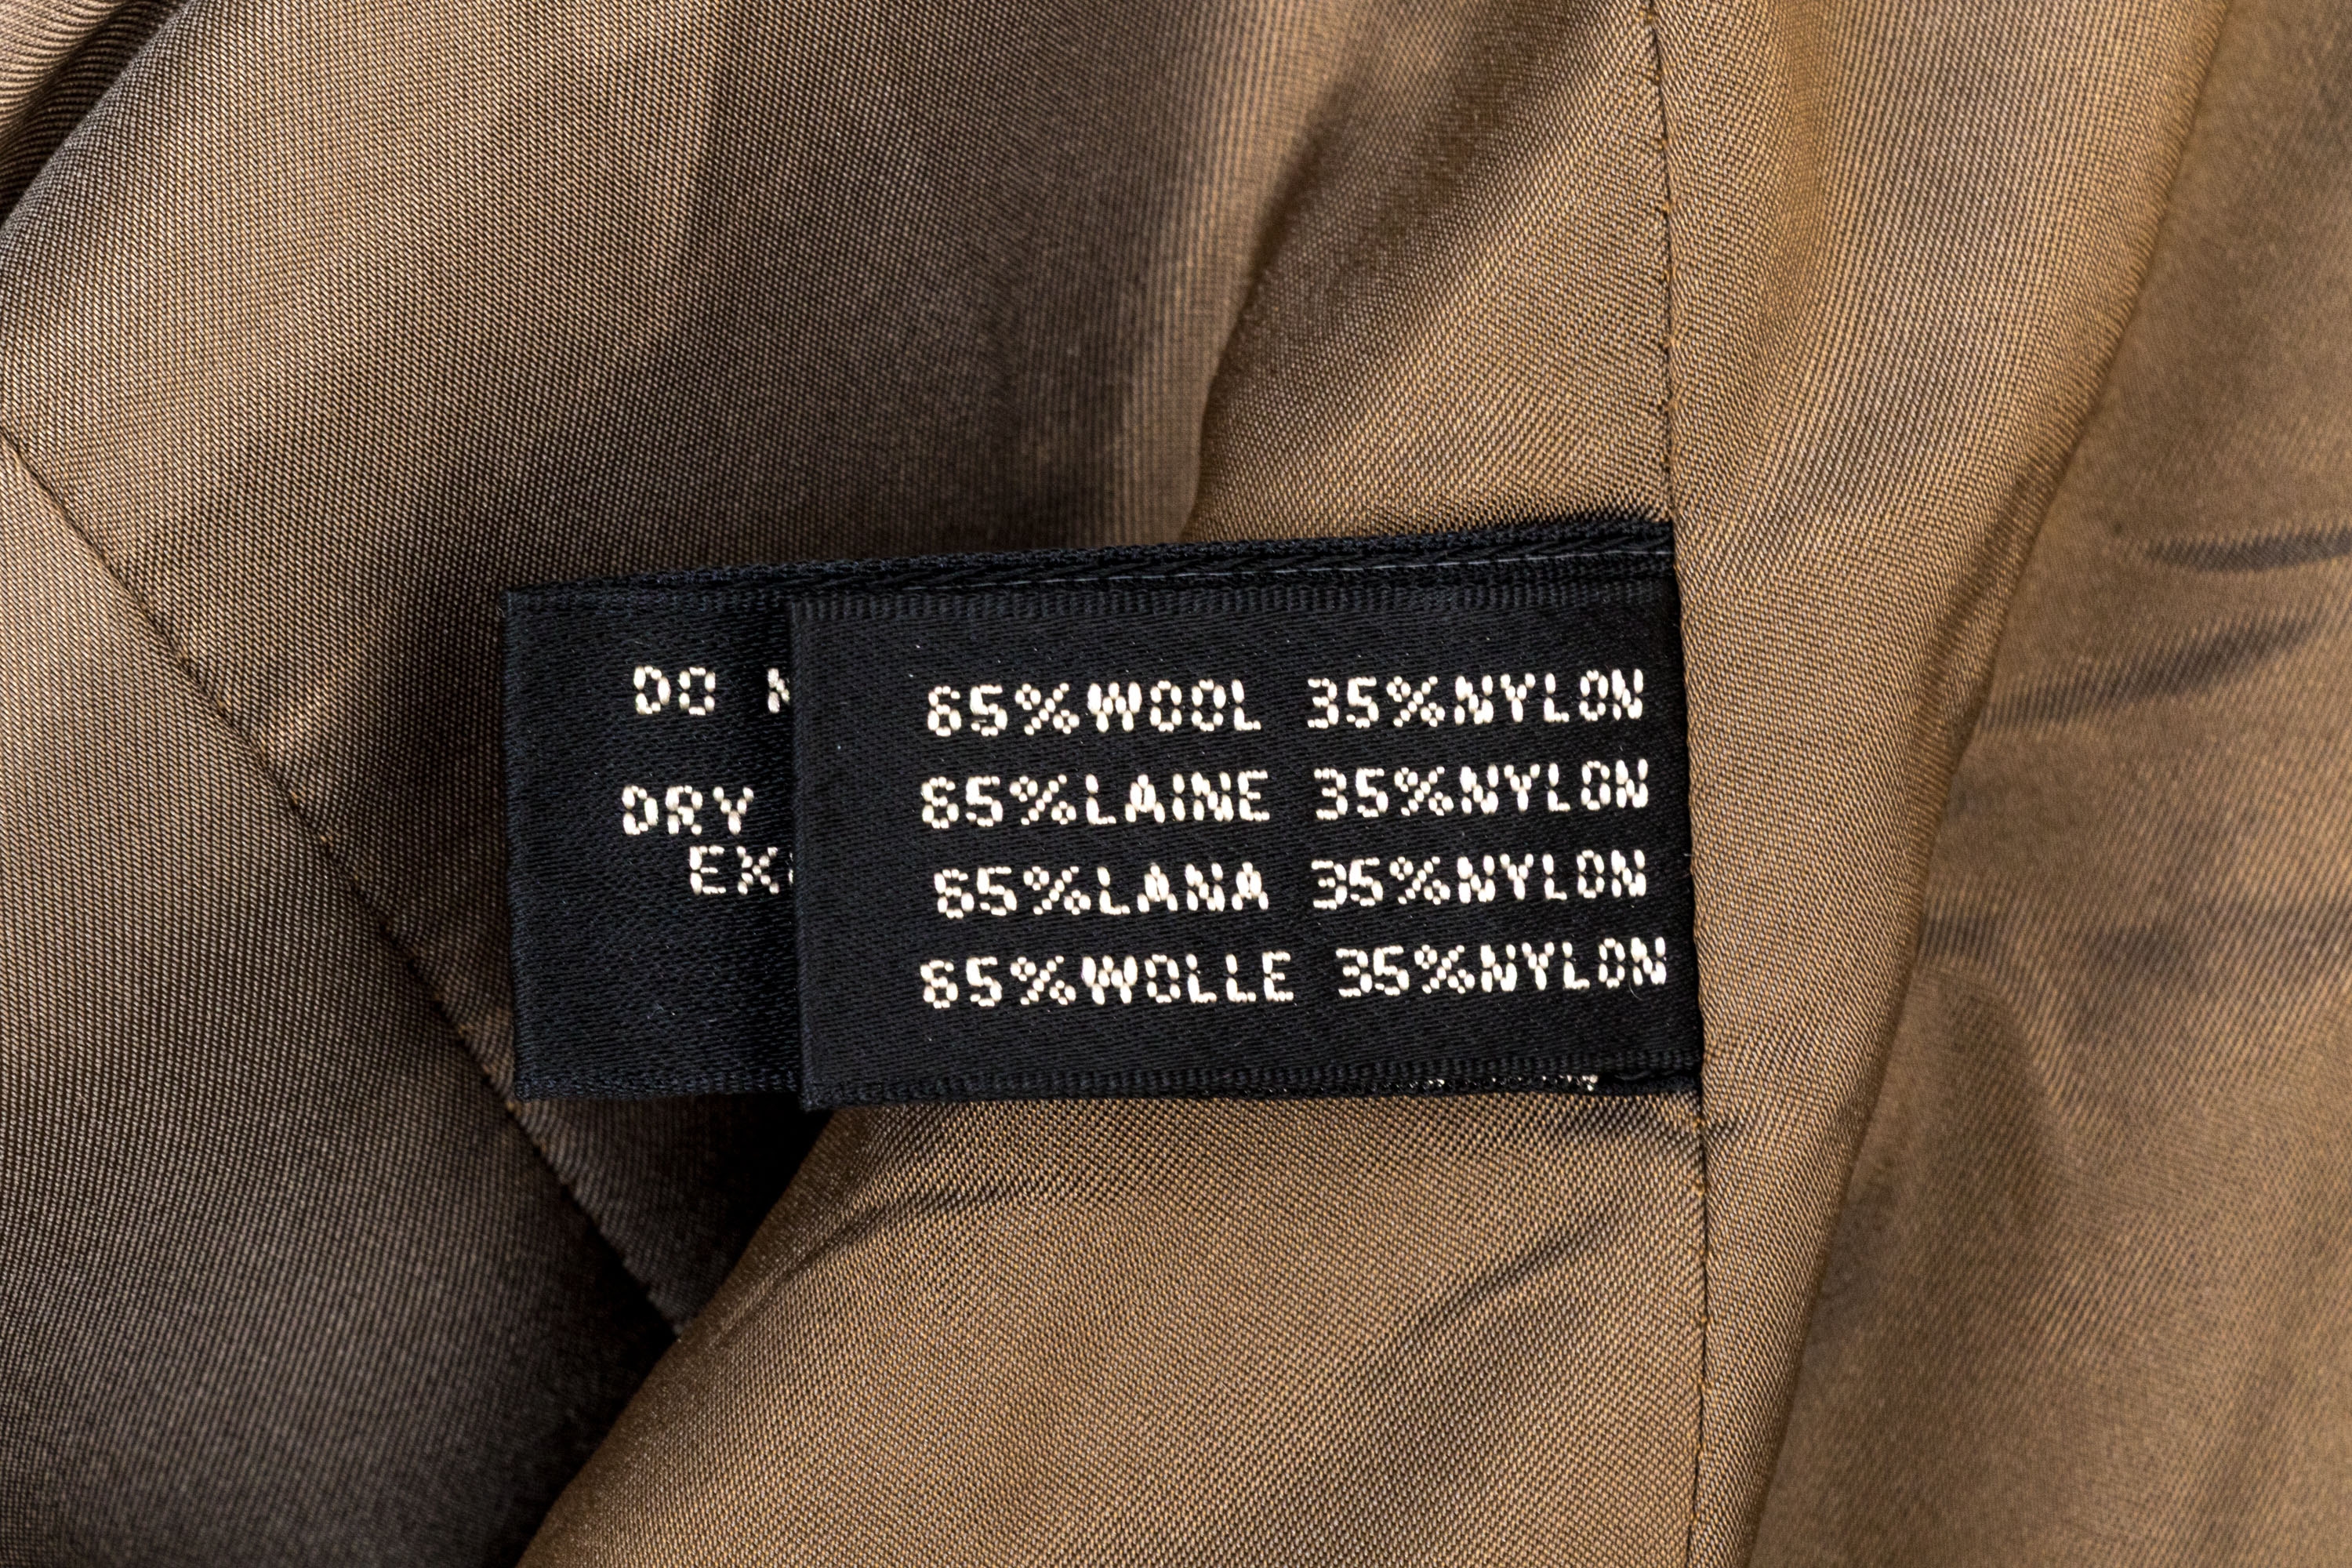 DO
DRY
65%WOOL 35%NYLON
65%LAINE 35%NYLON
65%LANA 35%NYLON
65%WOLLE 35%NYLON